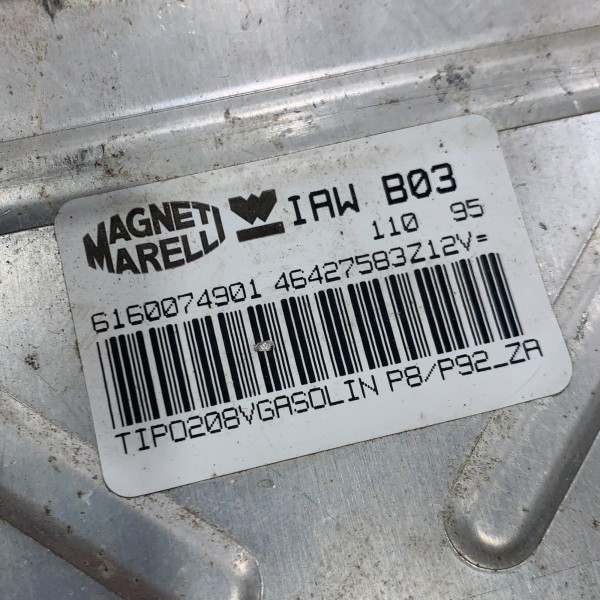 MAGNETI MARELLI IAW B03
110 95
6160074901 46427583Z12V=
TIPO208VGASOLIN P8/P92_ZA